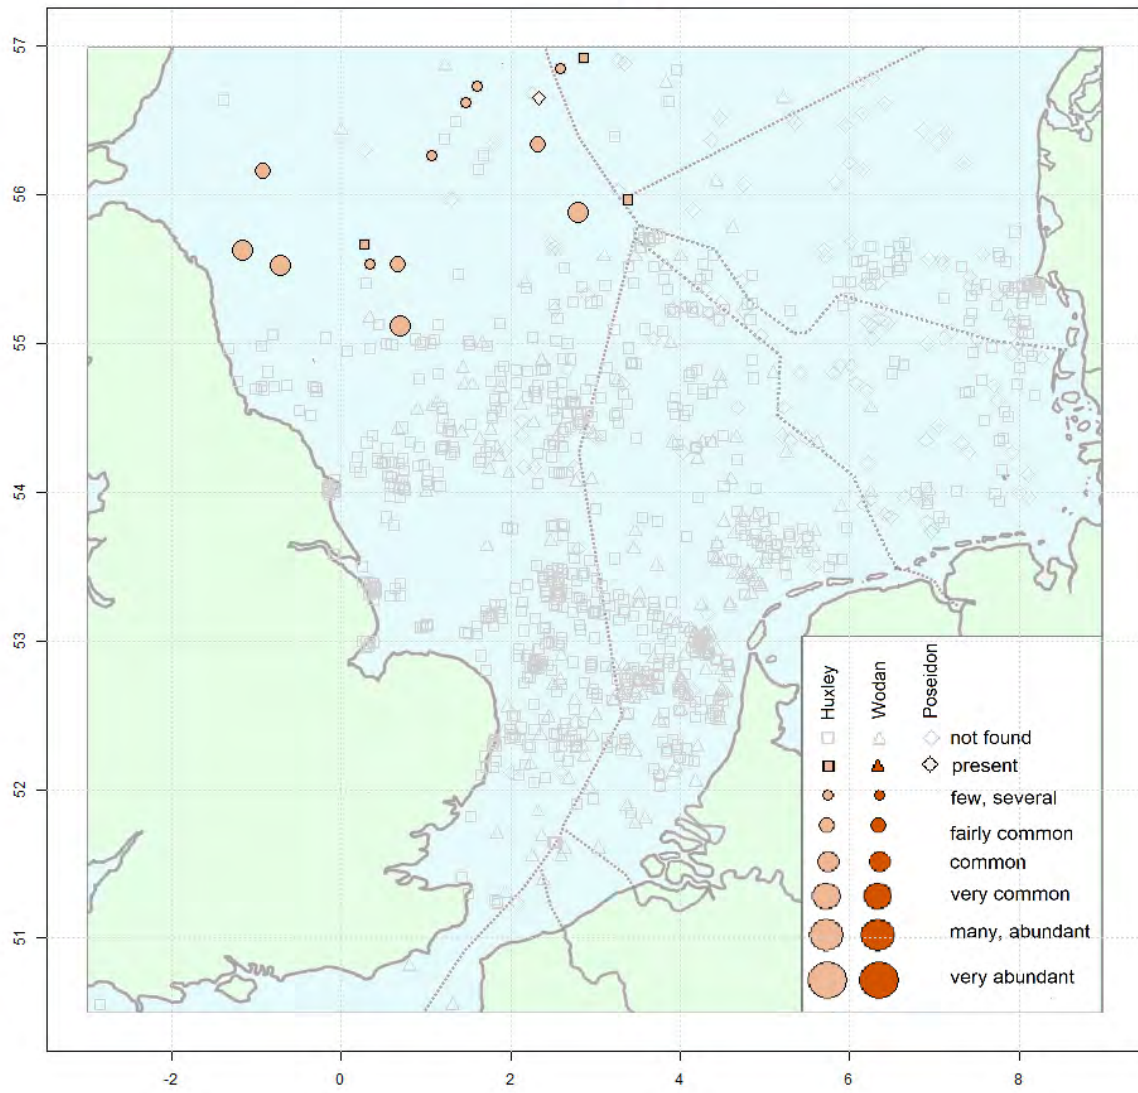 57
56
55
54
53
52
51
Huxley
Wodan
Poseidon
not found
present
few, several
fairly common
common
very common
many, abundant
very abundant
-2
0
2
4
6
8